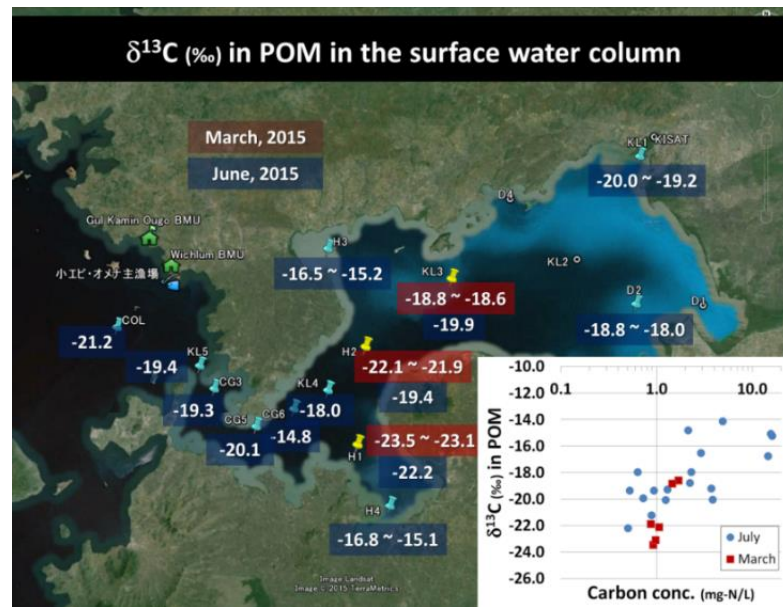 δ¹³C (‰) in POM in the surface water column
March, 2015
June, 2015
KL1
KISAT
-20.0 ~ -19.2
Gul Kamin Ougo BMU
Wichlum BMU
小エビ・オメナ主漁場
D4
H3
-16.5 ~ -15.2
KL3
KL2
-18.8 ~ -18.6
-19.9
D2
D1
-18.8 ~ -18.0
COL
-21.2
KL5
-19.4
H2
-22.1 ~ -21.9
-19.4
CG3
-19.3
KL4
-18.0
CG5
CG6
-20.1
-14.8
H1
-23.5 ~ -23.1
-22.2
H4
-16.8 ~ -15.1
Image Landsat
Image © 2015 TerraMetrics
-10.0
0.1 1.0 10.0
-12.0
-14.0
-16.0
-18.0
-20.0
-22.0
-24.0
-26.0
δ¹³C (‰) in POM
July
March
Carbon conc. (mg-N/L)